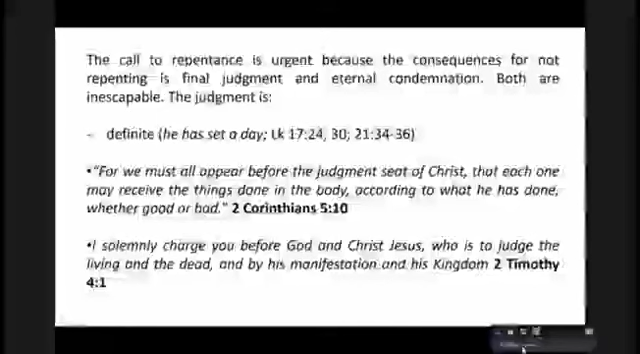 The call to repentance is urgent because the consequences for not
repenting is final judgment and eternal condemnation. Both are
inescapable. The judgment is:
- definite (he has set a day; Lk 17:24, 30; 21:34-36)
•"For we must all appear before the judgment seat of Christ, that each one
may receive the things done in the body, according to what he has done,
whether good or bad." 2 Corinthians 5:10
•I solemnly charge you before God and Christ Jesus, who is to judge the
living and the dead, and by his manifestation and his Kingdom 2 Timothy
4:1